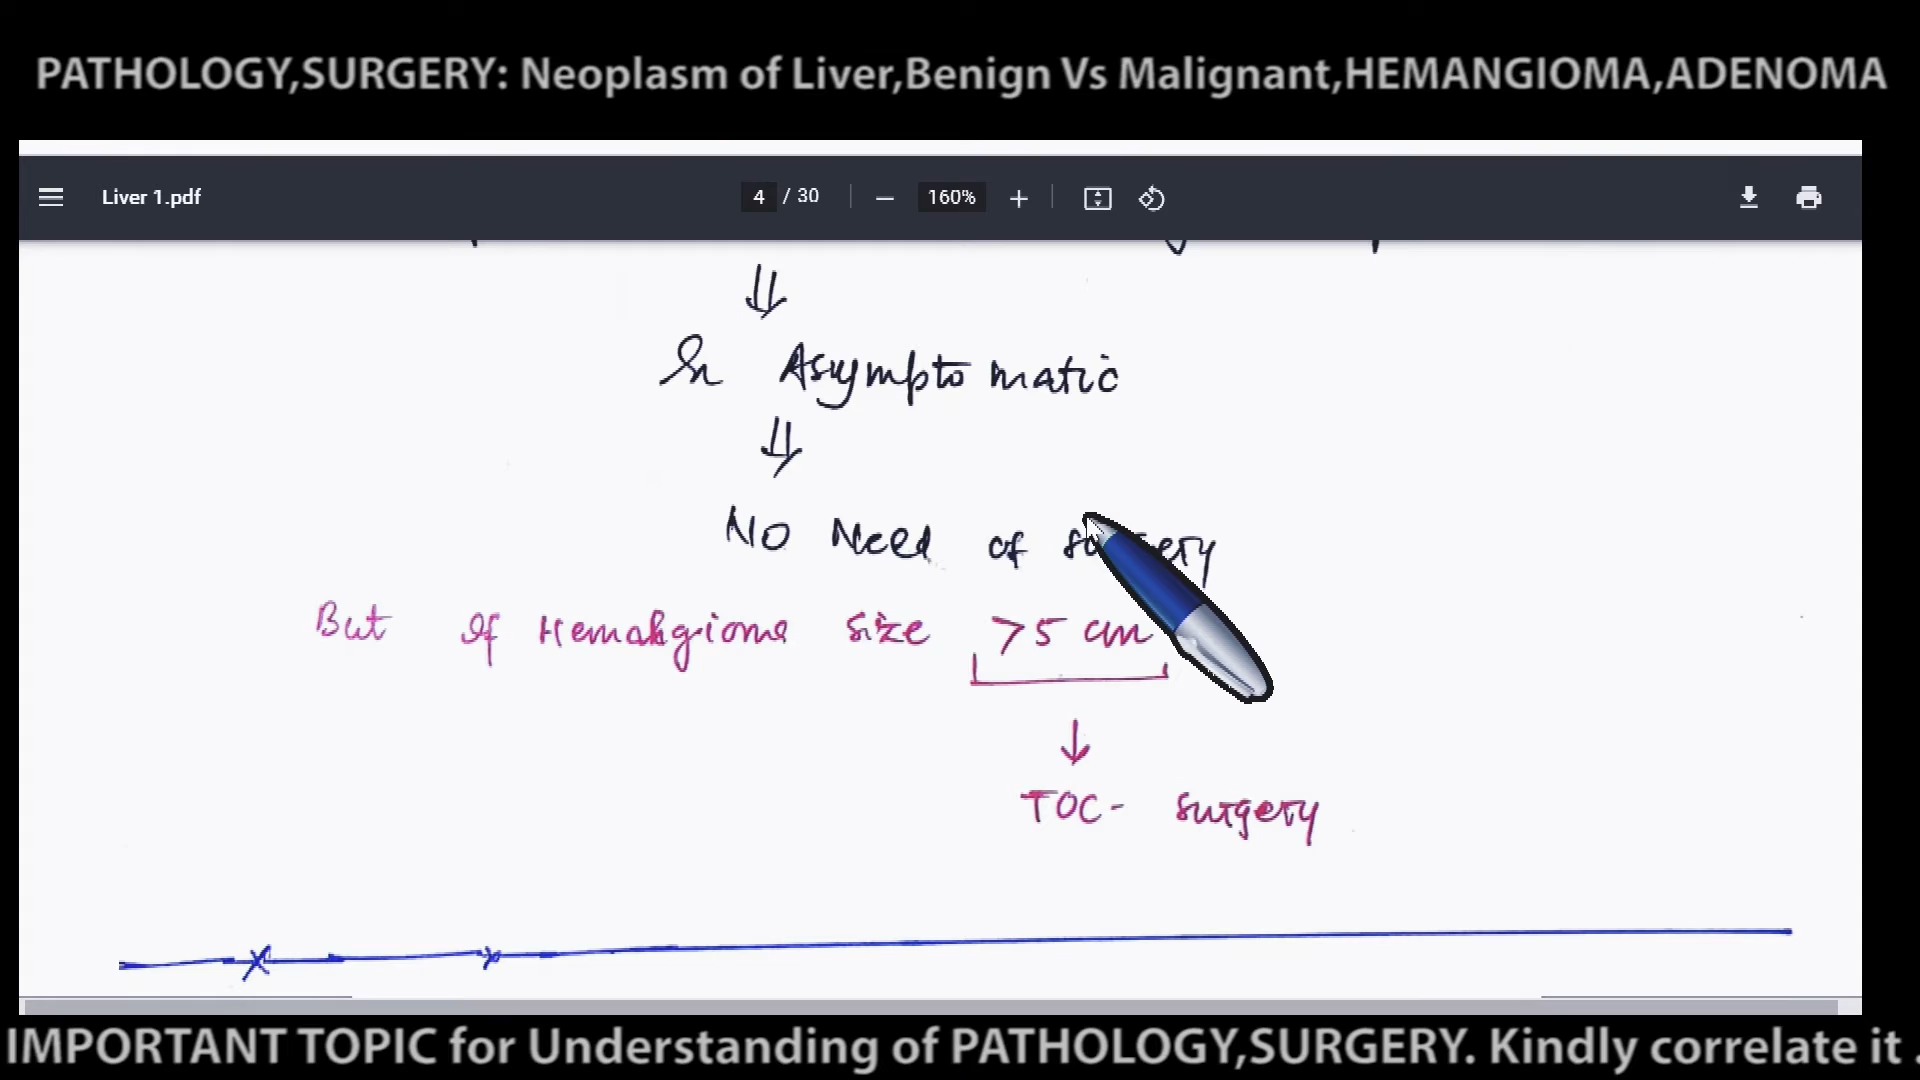 PATHOLOGY,SURGERY: Neoplasm of Liver,Benign Vs Malignant,HEMANGIOMA,ADENOMA
Liver 1.pdf 4 / 30 160%
In Asymptomatic
NO Need of surgery
But If Hemangioma size >5 cm
TOC- surgery
IMPORTANT TOPIC for Understanding of PATHOLOGY,SURGERY. Kindly correlate it .